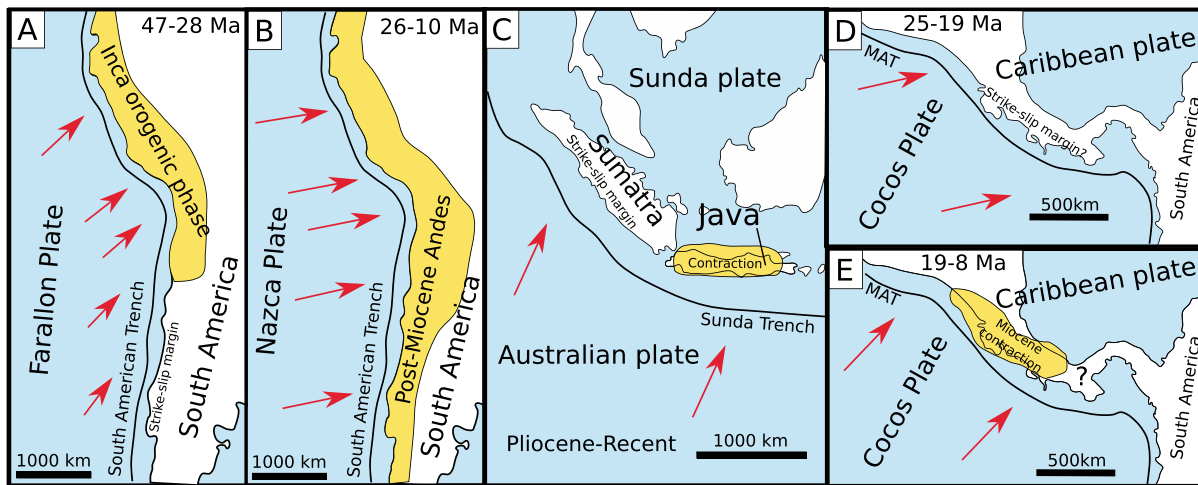 A
47-28 Ma
Inca orogenic phase
Farallon Plate
South American Trench
Strike-slip margin
South America
1000 km
B
26-10 Ma
Nazca Plate
South American Trench
Post-Miocene Andes
South America
1000 km
C
Sunda plate
Sumatra
Strike-slip margin
Java
Contraction
Sunda Trench
Australian plate
Pliocene-Recent
1000 km
D
25-19 Ma
MAT
Caribbean plate
Strike-slip margin?
Cocos Plate
South America
500km
E
19-8 Ma
MAT
Caribbean plate
Miocene
contraction
?
Cocos Plate
South America
500km